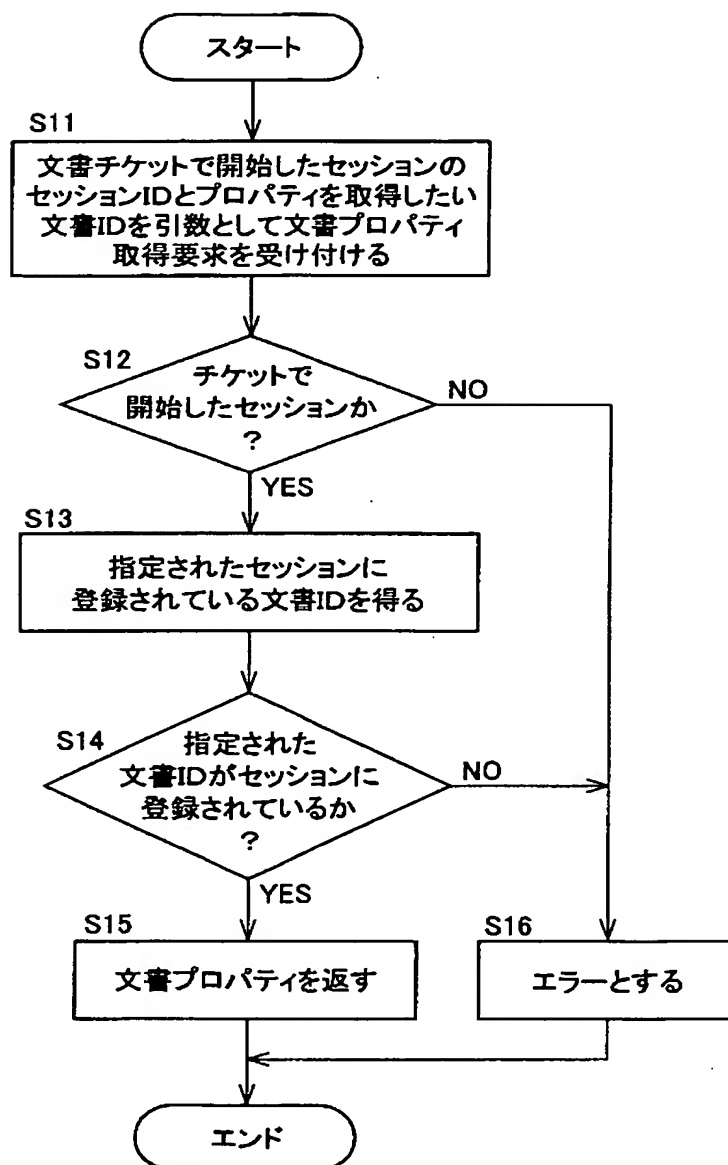 スタート
S11
文書チケットで開始したセッションの
セッションIDとプロパティを取得したい
文書IDを引数として文書プロパティ
取得要求を受け付ける
S12
チケットで
開始したセッションか
?
NO
YES
S13
指定されたセッションに
登録されている文書IDを得る
S14
指定された
文書IDがセッションに
登録されているか
?
NO
YES
S15
文書プロパティを返す
S16
エラーとする
エンド